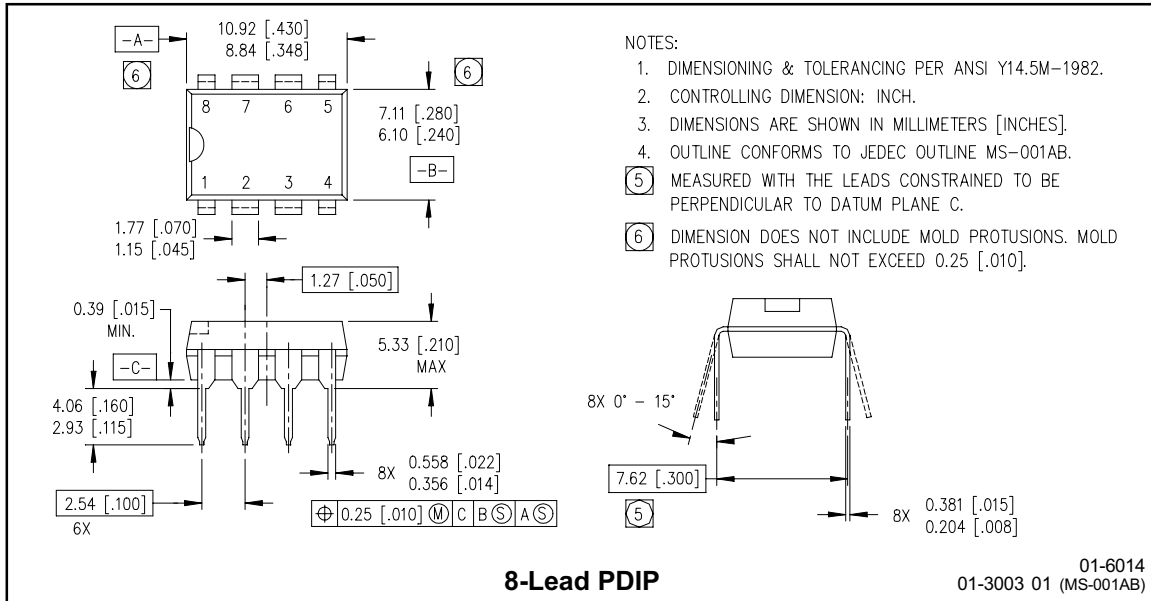 -A-
10.92 [.430]
8.84 [.348]
6
6
8 7 6 5
1 2 3 4
7.11 [.280]
6.10 [.240]
-B-
1.77 [.070]
1.15 [.045]
1.27 [.050]
0.39 [.015]
MIN.
-C-
5.33 [.210]
MAX
4.06 [.160]
2.93 [.115]
8X 0.558 [.022]
0.356 [.014]
2.54 [.100]
6X
⌖ 0.25 [.010] Ⓜ C B Ⓢ A Ⓢ
NOTES:
1. DIMENSIONING & TOLERANCING PER ANSI Y14.5M-1982.
2. CONTROLLING DIMENSION: INCH.
3. DIMENSIONS ARE SHOWN IN MILLIMETERS [INCHES].
4. OUTLINE CONFORMS TO JEDEC OUTLINE MS-001AB.
5 MEASURED WITH THE LEADS CONSTRAINED TO BE
PERPENDICULAR TO DATUM PLANE C.
6 DIMENSION DOES NOT INCLUDE MOLD PROTUSIONS. MOLD
PROTUSIONS SHALL NOT EXCEED 0.25 [.010].
8X 0° - 15°
7.62 [.300]
5
8X 0.381 [.015]
0.204 [.008]
8-Lead PDIP
01-6014
01-3003 01 (MS-001AB)